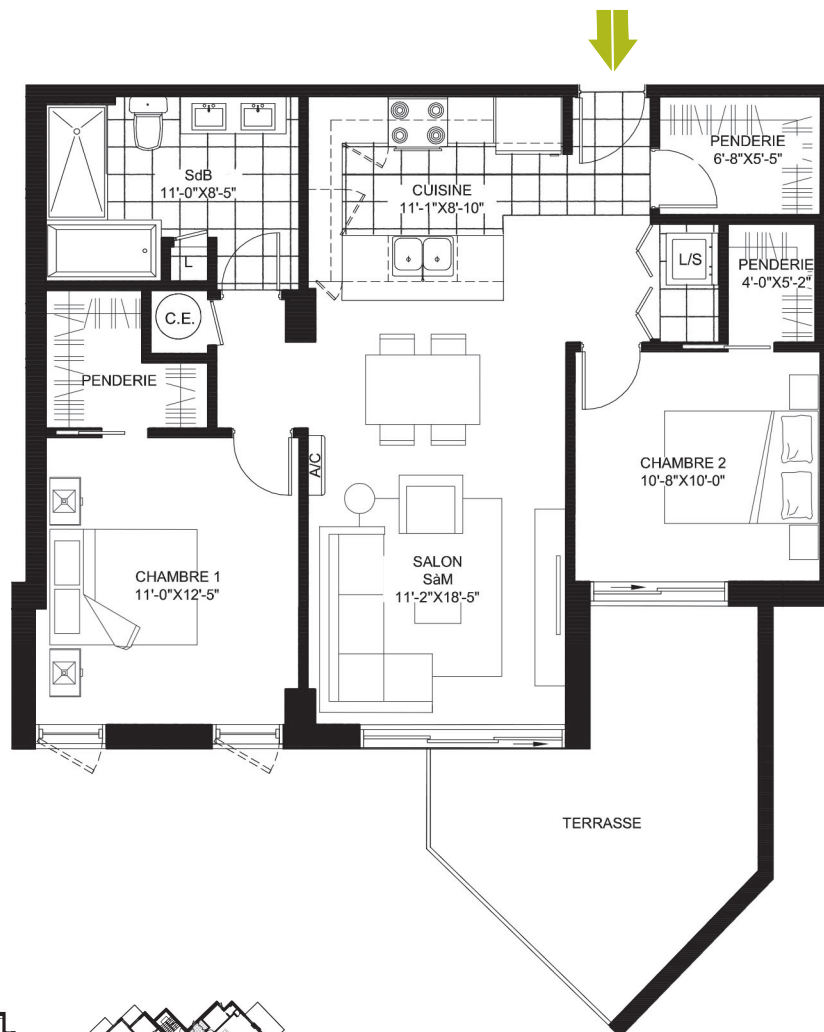 PENDERIE
6'-8"X5'-5"
SdB
11'-0"X8'-5"
CUISINE
11'-1"X8'-10"
L
L/S
PENDERIE
4'-0"X5'-2"
C.E.
PENDERIE
A/C
CHAMBRE 2
10'-8"X10'-0"
CHAMBRE 1
11'-0"X12'-5"
SALON
SàM
11'-2"X18'-5"
TERRASSE